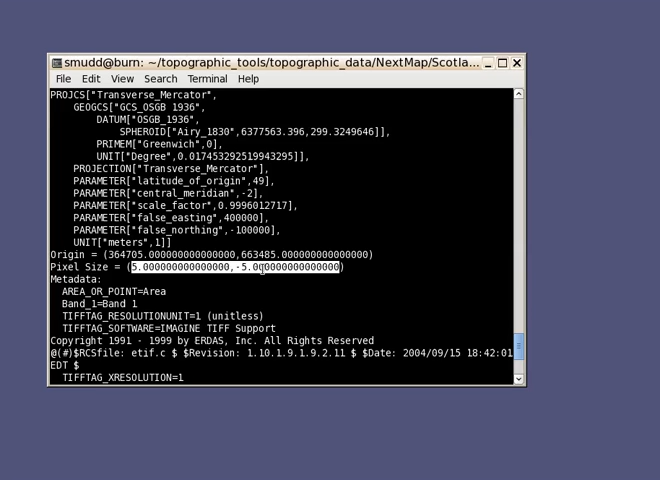 smudd@burn: ~/topographic_tools/topographic_data/NextMap/Scotla...
File Edit View Search Terminal Help
PROJCS["Transverse_Mercator",
    GEOGCS["GCS_OSGB 1936",
        DATUM["OSGB_1936",
            SPHEROID["Airy_1830",6377563.396,299.3249646]],
        PRIMEM["Greenwich",0],
        UNIT["Degree",0.017453292519943295]],
    PROJECTION["Transverse_Mercator"],
    PARAMETER["latitude_of_origin",49],
    PARAMETER["central_meridian",-2],
    PARAMETER["scale_factor",0.9996012717],
    PARAMETER["false_easting",400000],
    PARAMETER["false_northing",-100000],
    UNIT["meters",1]]
Origin = (364705.000000000000000,663485.000000000000000)
Pixel Size = (5.000000000000000,-5.000000000000000)
Metadata:
  AREA_OR_POINT=Area
  Band_1=Band 1
  TIFFTAG_RESOLUTIONUNIT=1 (unitless)
  TIFFTAG_SOFTWARE=IMAGINE TIFF Support
Copyright 1991 - 1999 by ERDAS, Inc. All Rights Reserved
@(#)$RCSfile: etif.c $ $Revision: 1.10.1.9.1.9.2.11 $ $Date: 2004/09/15 18:42:01
EDT $
  TIFFTAG_XRESOLUTION=1